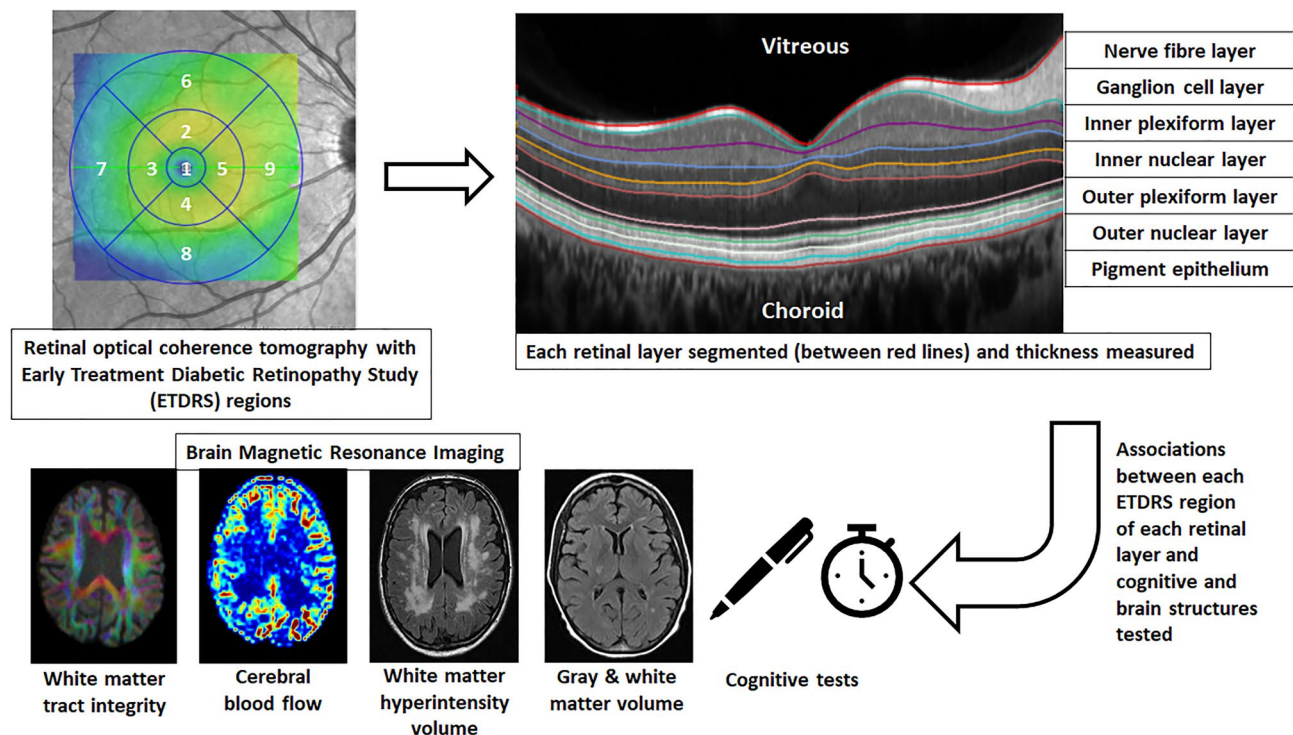 6
2
7 3 1 5 9
4
8
Retinal optical coherence tomography with
Early Treatment Diabetic Retinopathy Study
(ETDRS) regions
Vitreous
Choroid
Nerve fibre layer
Ganglion cell layer
Inner plexiform layer
Inner nuclear layer
Outer plexiform layer
Outer nuclear layer
Pigment epithelium
Each retinal layer segmented (between red lines) and thickness measured
Associations
between each
ETDRS region
of each retinal
layer and
cognitive and
brain structures
tested
Brain Magnetic Resonance Imaging
White matter
tract integrity
Cerebral
blood flow
White matter
hyperintensity
volume
Gray & white
matter volume
Cognitive tests